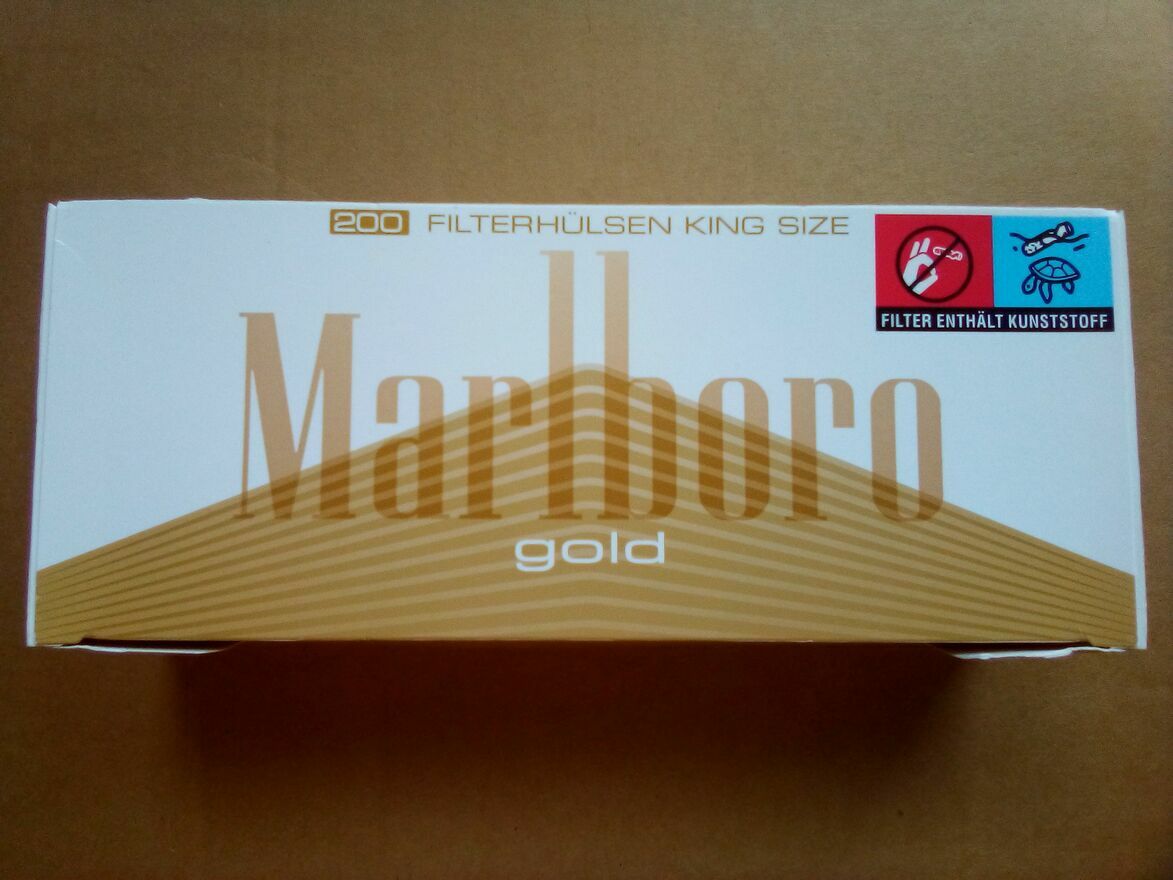 200 FILTERHÜLSEN KING SIZE
FILTER ENTHÄLT KUNSTSTOFF
Marlboro
gold